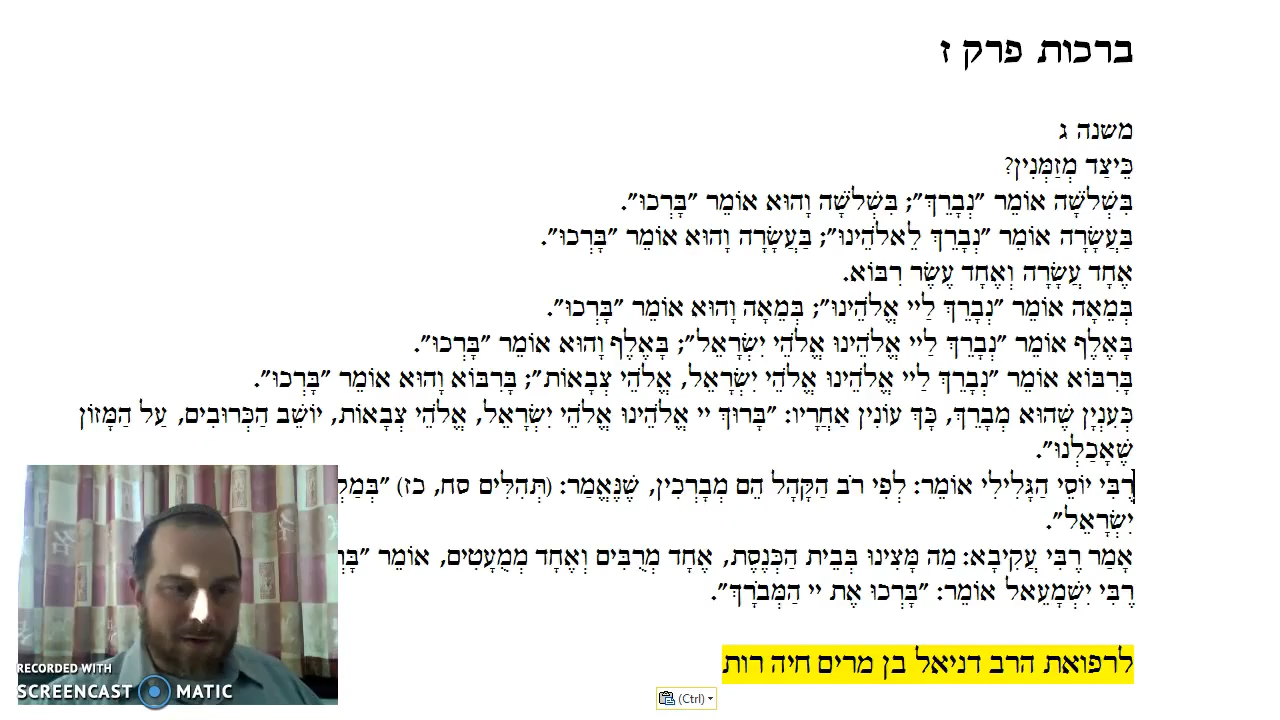 ברכות פרק ז
משנה ג
כֵּיצַד מְזַמְּנִין?
בִּשְׁלֹשָׁה אוֹמֵר "נְבָרֵךְ"; בִּשְׁלֹשָׁה וָהוּא אוֹמֵר "בָּרְכוּ".
בַּעֲשָׂרָה אוֹמֵר "נְבָרֵךְ לֵאלֹהֵינוּ"; בַּעֲשָׂרָה וָהוּא אוֹמֵר "בָּרְכוּ".
אֶחָד עֲשָׂרָה וְאֶחָד עֶשֶׂר רִבּוֹא.
בְּמֵאָה אוֹמֵר "נְבָרֵךְ לַיי אֱלֹהֵינוּ"; בְּמֵאָה וָהוּא אוֹמֵר "בָּרְכוּ".
בָּאֶלֶף אוֹמֵר "נְבָרֵךְ לַיי אֱלֹהֵינוּ אֱלֹהֵי יִשְׂרָאֵל"; בָּאֶלֶף וָהוּא אוֹמֵר "בָּרְכוּ".
בָּרִבּוֹא אוֹמֵר "נְבָרֵךְ לַיי אֱלֹהֵינוּ אֱלֹהֵי יִשְׂרָאֵל, אֱלֹהֵי צְבָאוֹת"; בָּרִבּוֹא וָהוּא אוֹמֵר "בָּרְכוּ".
כְּעִנְיָן שֶׁהוּא מְבָרֵךְ, כָּךְ עוֹנִין אַחֲרָיו: "בָּרוּךְ יי אֱלֹהֵינוּ אֱלֹהֵי יִשְׂרָאֵל, אֱלֹהֵי צְבָאוֹת, יוֹשֵׁב הַכְּרוּבִים, עַל הַמָּזוֹן
שֶׁאָכַלְנוּ".
רַבִּי יוֹסֵי הַגָּלִילִי אוֹמֵר: לְפִי רֹב הַקָּהָל הֵם מְבָרְכִין, שֶׁנֶּאֱמַר: (תְּהִלִּים סח, כז)
יִשְׂרָאֵל".
אָמַר רַבִּי עֲקִיבָא: מַה מָּצִינוּ בְּבֵית הַכְּנֶסֶת, אֶחָד מְרֻבִּים וְאֶחָד מְמֻעָטִים, אוֹמֵר
רַבִּי יִשְׁמָעֵאל אוֹמֵר: "בָּרְכוּ אֶת יי הַמְּבֹרָךְ".
לרפואת הרב דניאל בן מרים חיה רות
(Ctrl)
RECORDED WITH
SCREENCAST MATIC